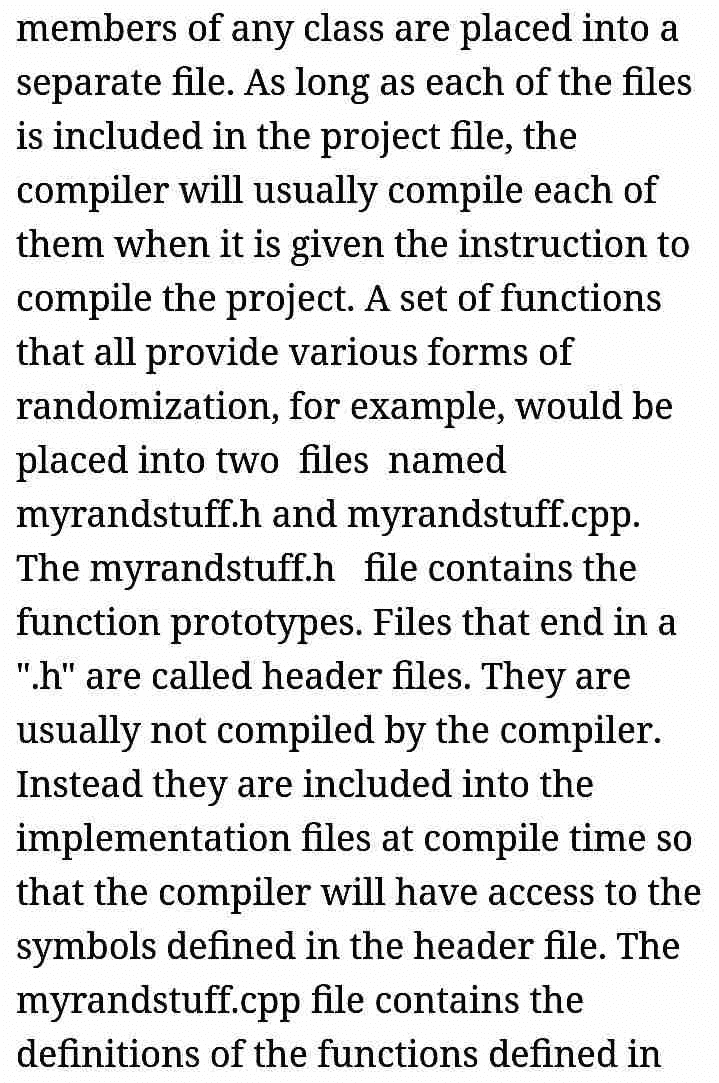 members of any class are placed into a
separate file. As long as each of the files
is included in the project file, the
compiler will usually compile each of
them when it is given the instruction to
compile the project. A set of functions
that all provide various forms of
randomization, for example, would be
placed into two  files  named
myrandstuff.h and myrandstuff.cpp.
The myrandstuff.h   file contains the
function prototypes. Files that end in a
".h" are called header files. They are
usually not compiled by the compiler.
Instead they are included into the
implementation files at compile time so
that the compiler will have access to the
symbols defined in the header file. The
myrandstuff.cpp file contains the
definitions of the functions defined in